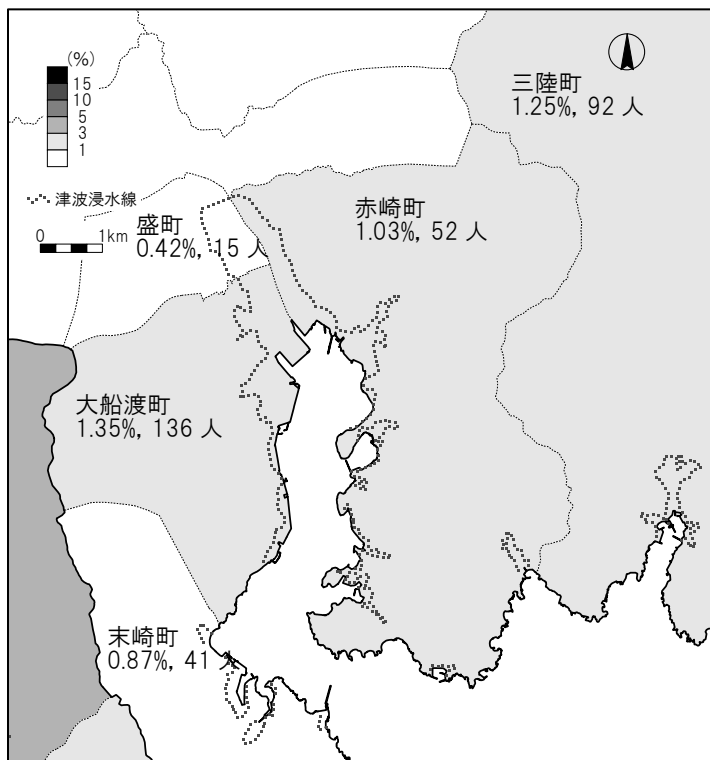 (%)
15
10
5
3
1
津波浸水線
0 1km
三陸町
1.25%, 92 人
赤崎町
1.03%, 52 人
盛町
0.42%, 15 人
大船渡町
1.35%, 136 人
末崎町
0.87%, 41 人